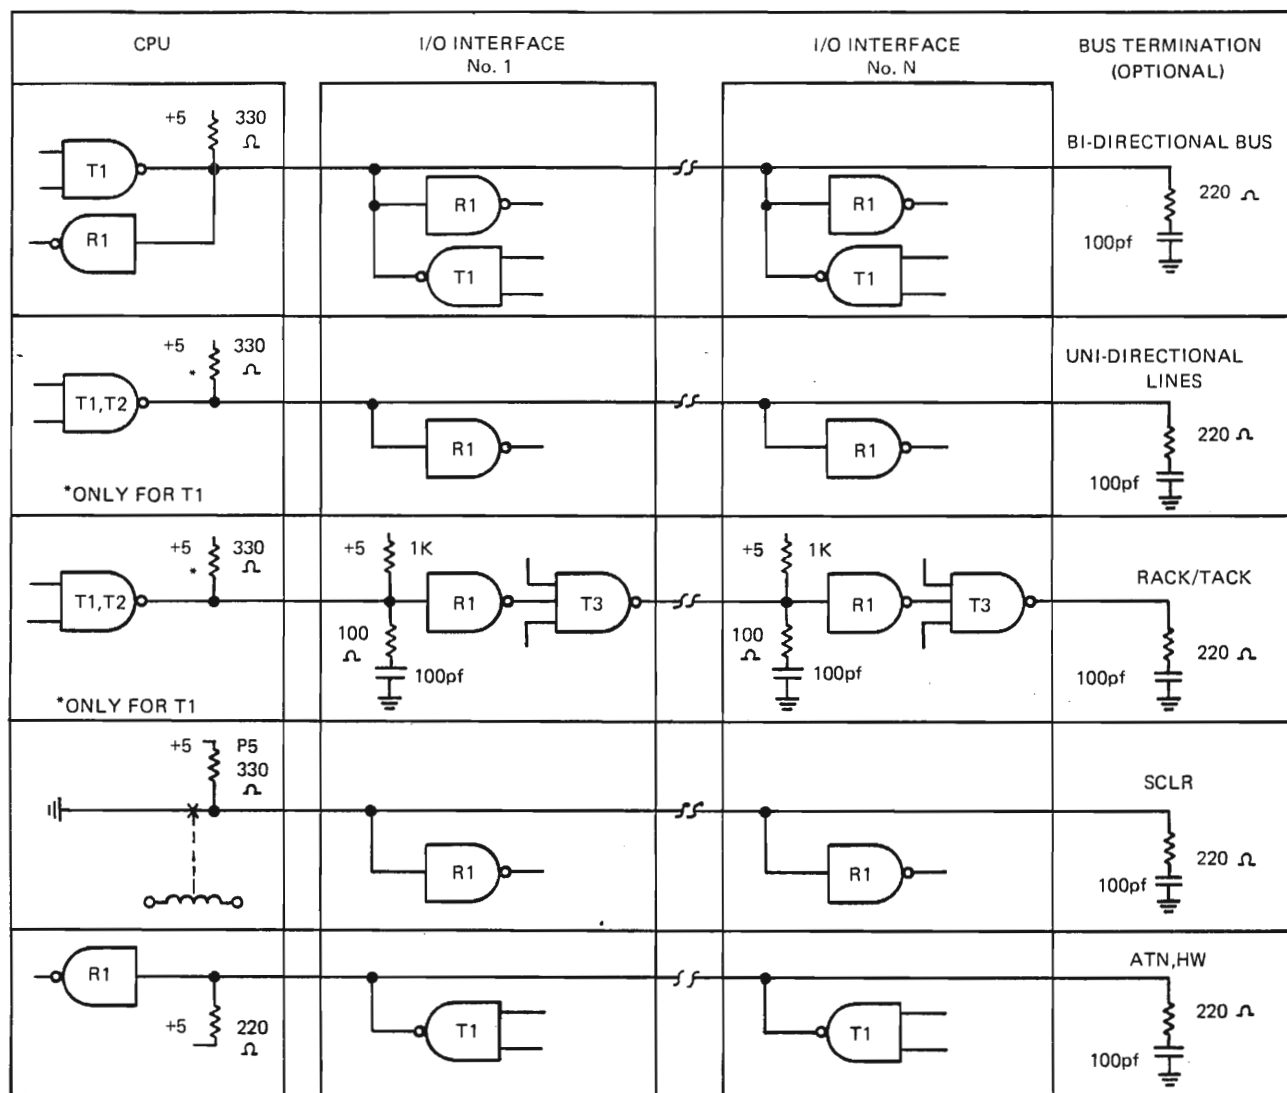 CPU
I/O INTERFACE
No. 1
I/O INTERFACE
No. N
BUS TERMINATION
(OPTIONAL)
+5 330
Ω
T1
R1
R1
T1
R1
T1
BI-DIRECTIONAL BUS
220 Ω
100pf
+5 330
* Ω
T1,T2
*ONLY FOR T1
R1
R1
UNI-DIRECTIONAL
LINES
220 Ω
100pf
+5 330
* Ω
T1,T2
*ONLY FOR T1
+5 1K
R1
T3
100
Ω
100pf
+5 1K
R1
T3
100
Ω
100pf
RACK/TACK
220 Ω
100pf
+5 P5
330
Ω
R1
R1
SCLR
220 Ω
100pf
R1
+5 220
Ω
T1
T1
ATN,HW
220 Ω
100pf